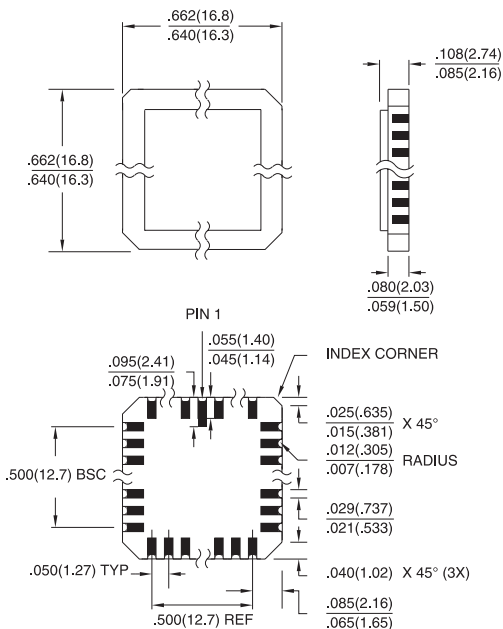 .662(16.8)
.640(16.3)
.108(2.74)
.085(2.16)
.662(16.8)
.640(16.3)
.080(2.03)
.059(1.50)
PIN 1
.055(1.40)
.045(1.14)
INDEX CORNER
.095(2.41)
.075(1.91)
.025(.635)
.015(.381)
X 45°
.012(.305)
.007(.178)
RADIUS
.500(12.7) BSC
.029(.737)
.021(.533)
.050(1.27) TYP
.040(1.02) X 45° (3X)
.500(12.7) REF
.085(2.16)
.065(1.65)